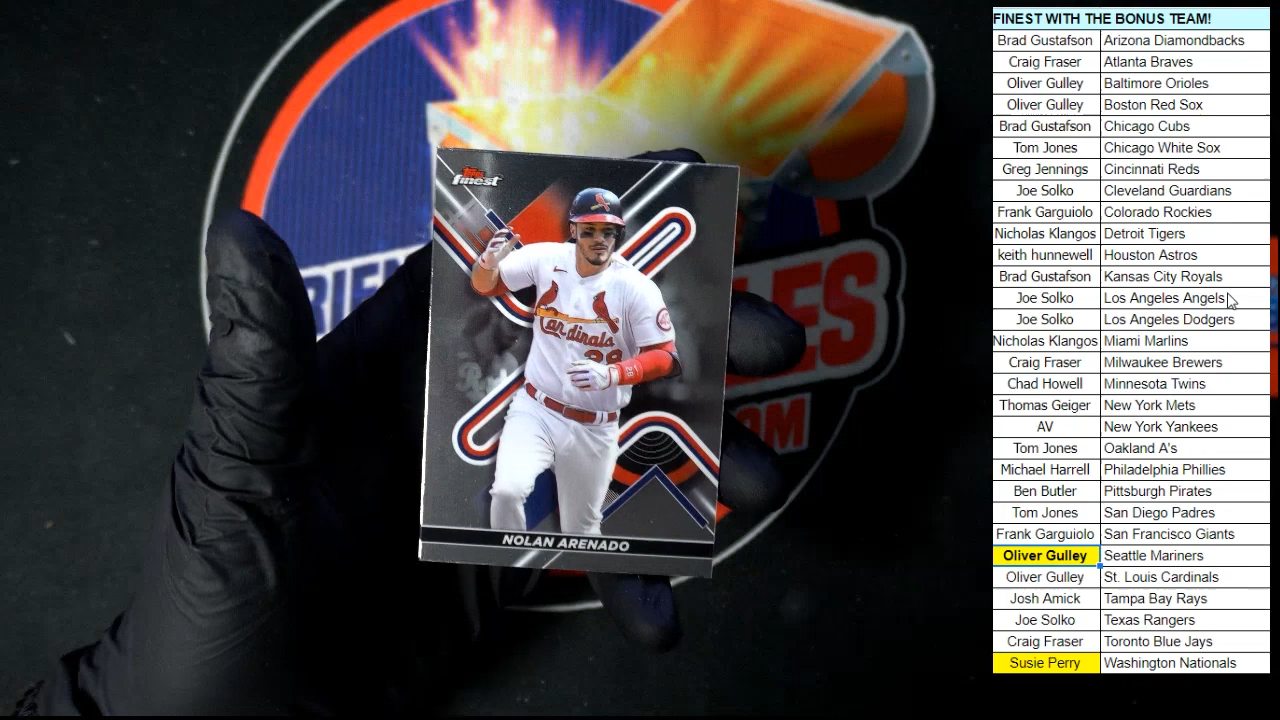 FINEST WITH THE BONUS TEAM!
Brad Gustafson Arizona Diamondbacks
Craig Fraser Atlanta Braves
Oliver Gulley Baltimore Orioles
Oliver Gulley Boston Red Sox
Brad Gustafson Chicago Cubs
Tom Jones Chicago White Sox
Greg Jennings Cincinnati Reds
Joe Solko Cleveland Guardians
Frank Garguiolo Colorado Rockies
Nicholas Klangos Detroit Tigers
keith hunnewell Houston Astros
Brad Gustafson Kansas City Royals
Joe Solko Los Angeles Angels
Joe Solko Los Angeles Dodgers
Nicholas Klangos Miami Marlins
Craig Fraser Milwaukee Brewers
Chad Howell Minnesota Twins
Thomas Geiger New York Mets
AV New York Yankees
Tom Jones Oakland A's
Michael Harrell Philadelphia Phillies
Ben Butler Pittsburgh Pirates
Tom Jones San Diego Padres
Frank Garguiolo San Francisco Giants
Oliver Gulley Seattle Mariners
Oliver Gulley St. Louis Cardinals
Josh Amick Tampa Bay Rays
Joe Solko Texas Rangers
Craig Fraser Toronto Blue Jays
Susie Perry Washington Nationals
Topps
finest
Cardinals
28
NOLAN ARENADO